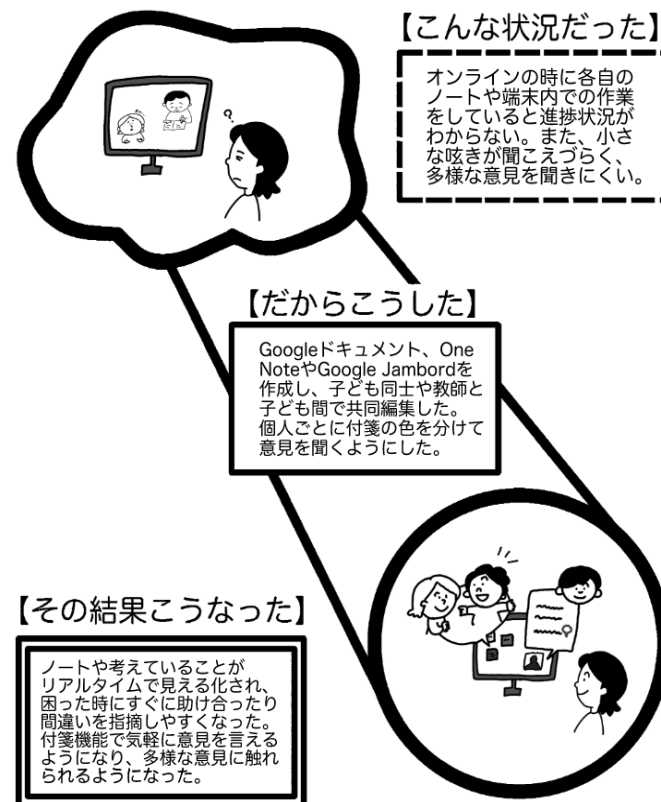 【こんな状況だった】
オンラインの時に各自の
ノートや端末内での作業
をしていると進捗状況が
わからない。また、小さ
な呟きが聞こえづらく、
多様な意見を聞きにくい。
?
【だからこうした】
Googleドキュメント、One
NoteやGoogle Jambordを
作成し、子ども同士や教師と
子ども間で共同編集した。
個人ごとに付箋の色を分けて
意見を聞くようにした。
【その結果こうなった】
ノートや考えていることが
リアルタイムで見える化され、
困った時にすぐに助け合ったり
間違いを指摘しやすくなった。
付箋機能で気軽に意見を言える
ようになり、多様な意見に触れ
られるようになった。